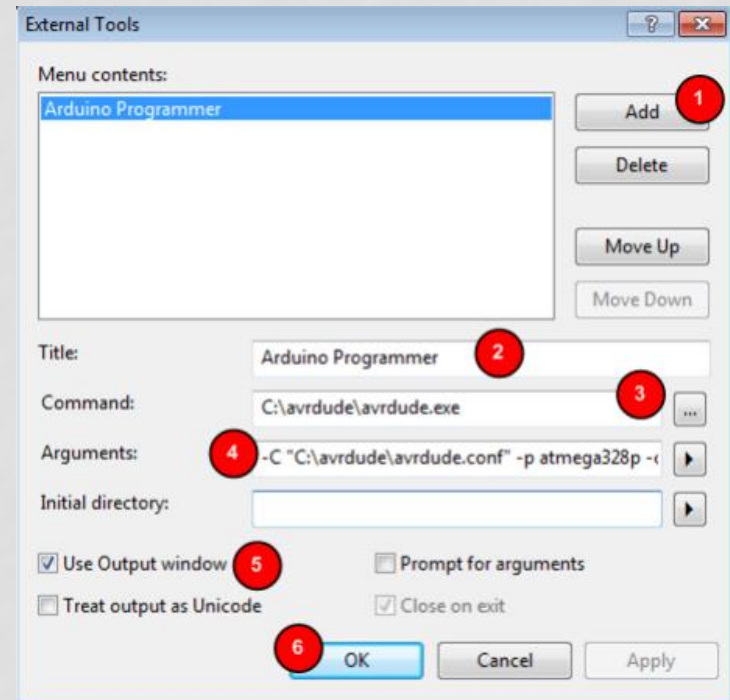 External Tools
Menu contents:
Arduino Programmer
Add 1
Delete
Move Up
Move Down
Title: Arduino Programmer 2
Command: C:\avrdude\avrdude.exe 3 ...
Arguments: 4 -C "C:\avrdude\avrdude.conf" -p atmega328p
Initial directory:
Use Output window 5 Prompt for arguments
Treat output as Unicode Close on exit
6 OK Cancel Apply